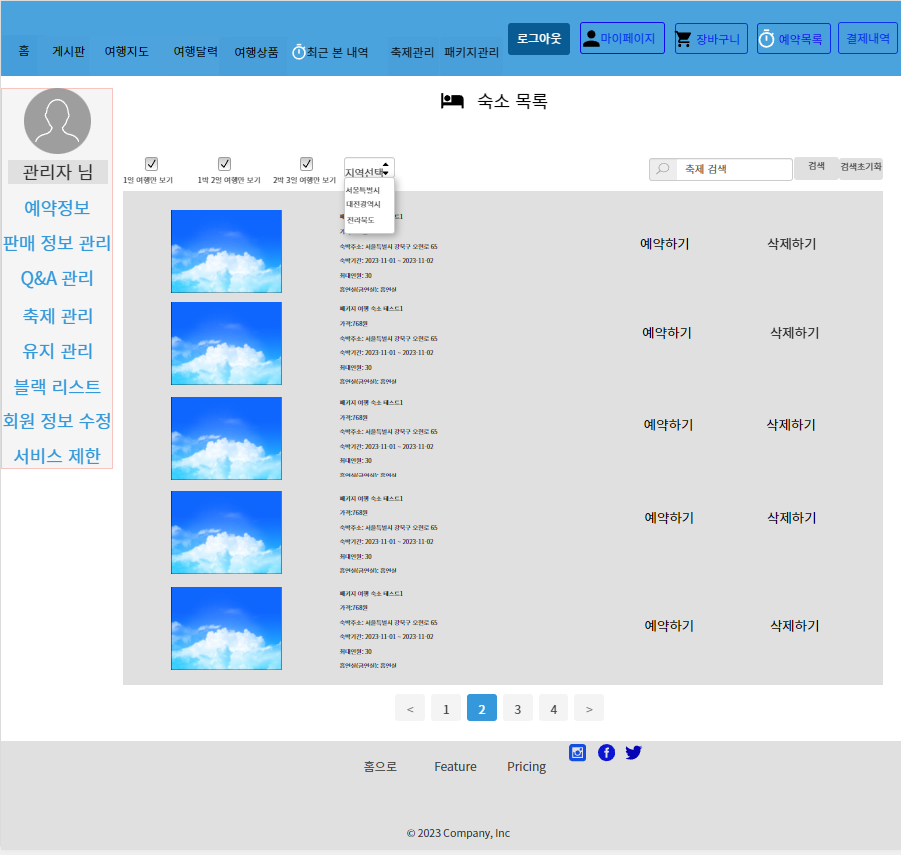 홈 게시판 여행지도 여행달력 여행상품 최근 본 내역 축제관리 패키지관리 로그아웃 마이페이지 장바구니 예약목록 결제내역
숙소 목록
관리자 님
예약정보
판매 정보 관리
Q&A 관리
축제 관리
유지 관리
블랙 리스트
회원 정보 수정
서비스 제한
1일 여행만 보기 1박 2일 여행만 보기 2박 3일 여행만 보기 지역선택 축제 검색 검색 검색초기화
서울특별시
대전광역시
전라북도
숙박주소: 서울특별시 강북구 오현로 65
숙박기간: 2023-11-01 ~ 2023-11-02
최대인원: 30
흡연실(금연실): 흡연실
예약하기 삭제하기
패키지 여행 숙소 테스트1
가격:768원
숙박주소: 서울특별시 강북구 오현로 65
숙박기간: 2023-11-01 ~ 2023-11-02
최대인원: 30
흡연실(금연실): 흡연실
예약하기 삭제하기
패키지 여행 숙소 테스트1
가격:768원
숙박주소: 서울특별시 강북구 오현로 65
숙박기간: 2023-11-01 ~ 2023-11-02
최대인원: 30
흡연실(금연실): 흡연실
예약하기 삭제하기
패키지 여행 숙소 테스트1
가격:768원
숙박주소: 서울특별시 강북구 오현로 65
숙박기간: 2023-11-01 ~ 2023-11-02
최대인원: 30
흡연실(금연실): 흡연실
예약하기 삭제하기
패키지 여행 숙소 테스트1
가격:768원
숙박주소: 서울특별시 강북구 오현로 65
숙박기간: 2023-11-01 ~ 2023-11-02
최대인원: 30
흡연실(금연실): 흡연실
예약하기 삭제하기
< 1 2 3 4 >
홈으로 Feature Pricing
© 2023 Company, Inc